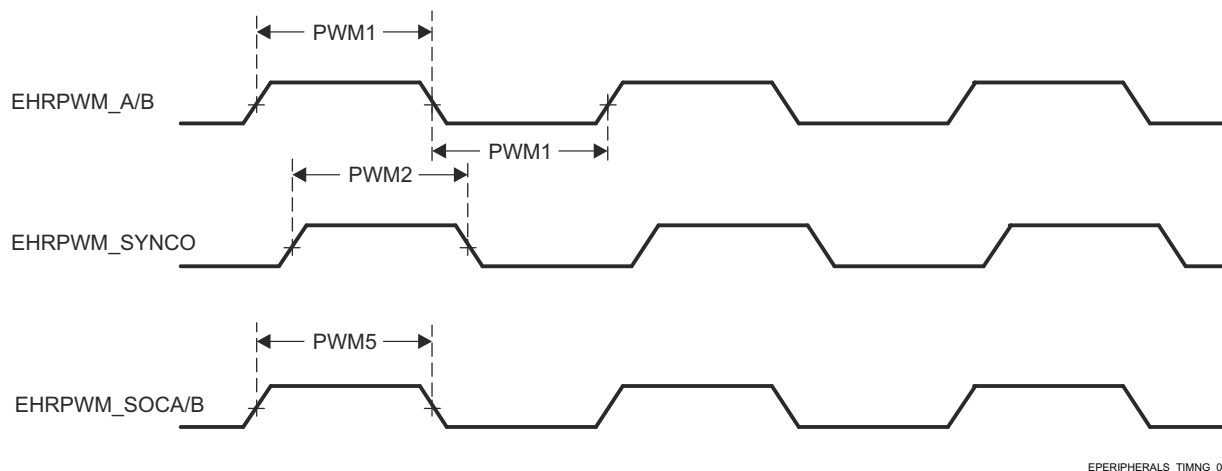 PWM1
EHRPWM_A/B
PWM1
PWM2
EHRPWM_SYNCO
PWM5
EHRPWM_SOCA/B
EPERIPHERALS_TIMNG_0